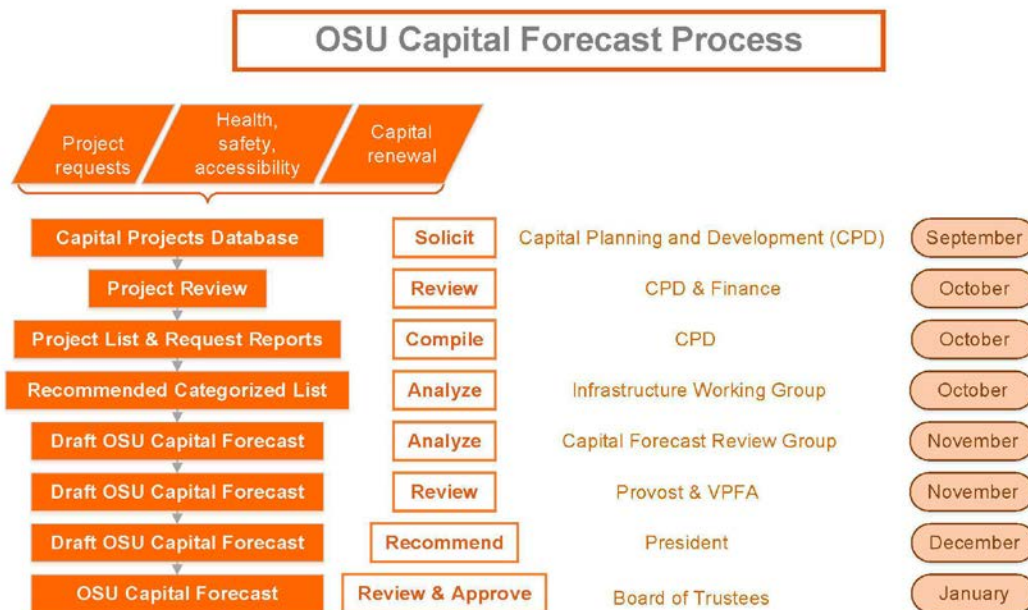 OSU Capital Forecast Process
Project
requests
Health,
safety,
accessibility
Capital
renewal
Capital Projects Database
Solicit
Capital Planning and Development (CPD)
September
Project Review
Review
CPD & Finance
October
Project List & Request Reports
Compile
CPD
October
Recommended Categorized List
Analyze
Infrastructure Working Group
October
Draft OSU Capital Forecast
Analyze
Capital Forecast Review Group
November
Draft OSU Capital Forecast
Review
Provost & VPFA
November
Draft OSU Capital Forecast
Recommend
President
December
OSU Capital Forecast
Review & Approve
Board of Trustees
January